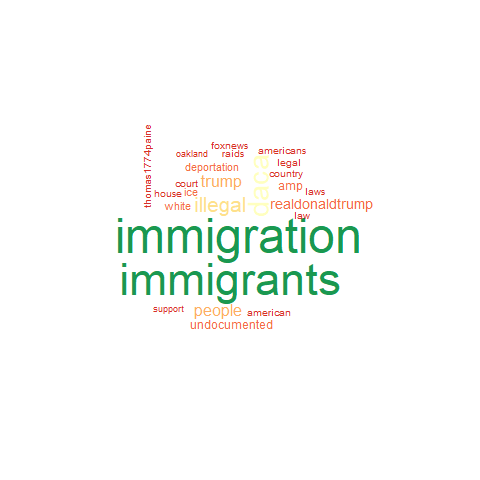 thomas1774paine
foxnews
oakland raids americans
deportation legal
country
court trump daca amp
house ice laws
white illegal realdonaldtrump
law
immigration
immigrants
support people american
undocumented